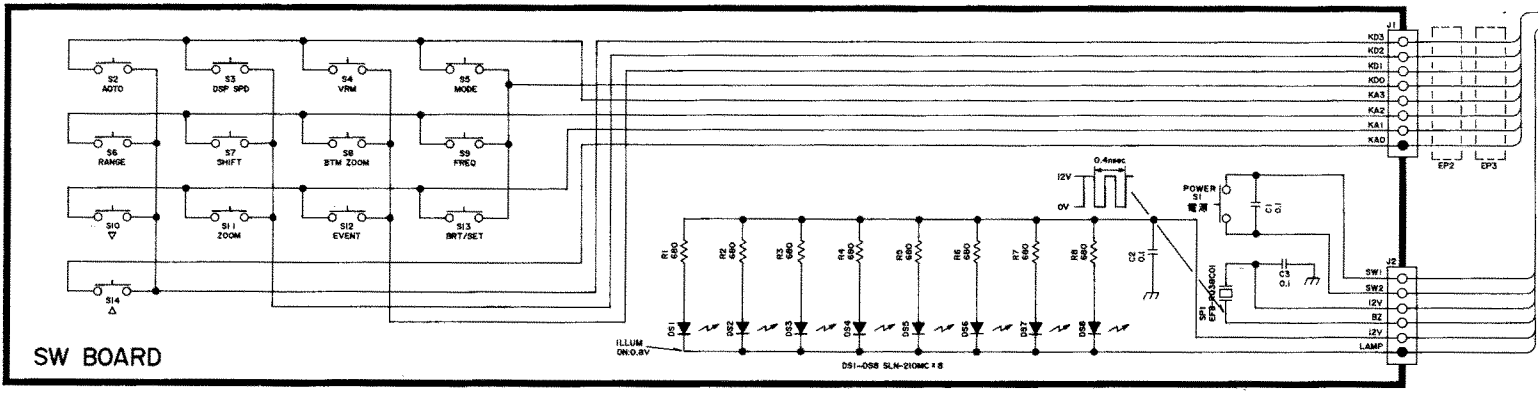 J1
KD3
KD2
KD1
KD0
KA3
KA2
KA1
KA0
EP2
EP3
S2
AOTO
S3
DSP SPD
S4
VRM
S5
MODE
S6
RANGE
S7
SHIFT
S8
BTM ZOOM
S9
FREQ
S10
▽
S11
ZOOM
S12
EVENT
S13
BRT/SET
S14
△
0.4nsec
12V
0V
POWER
S1
電源
C1
0.1
R1
680
R2
680
R3
680
R4
680
R5
680
R6
680
R7
680
R8
680
C2
0.1
C3
0.1
SP1
EFB-RD38C01
J2
SW1
SW2
12V
BZ
12V
LAMP
DS1
DS2
DS3
DS4
DS5
DS6
DS7
DS8
ILLUM
ON:0.8V
DS1-DS8 SLN-210MC×8
SW BOARD